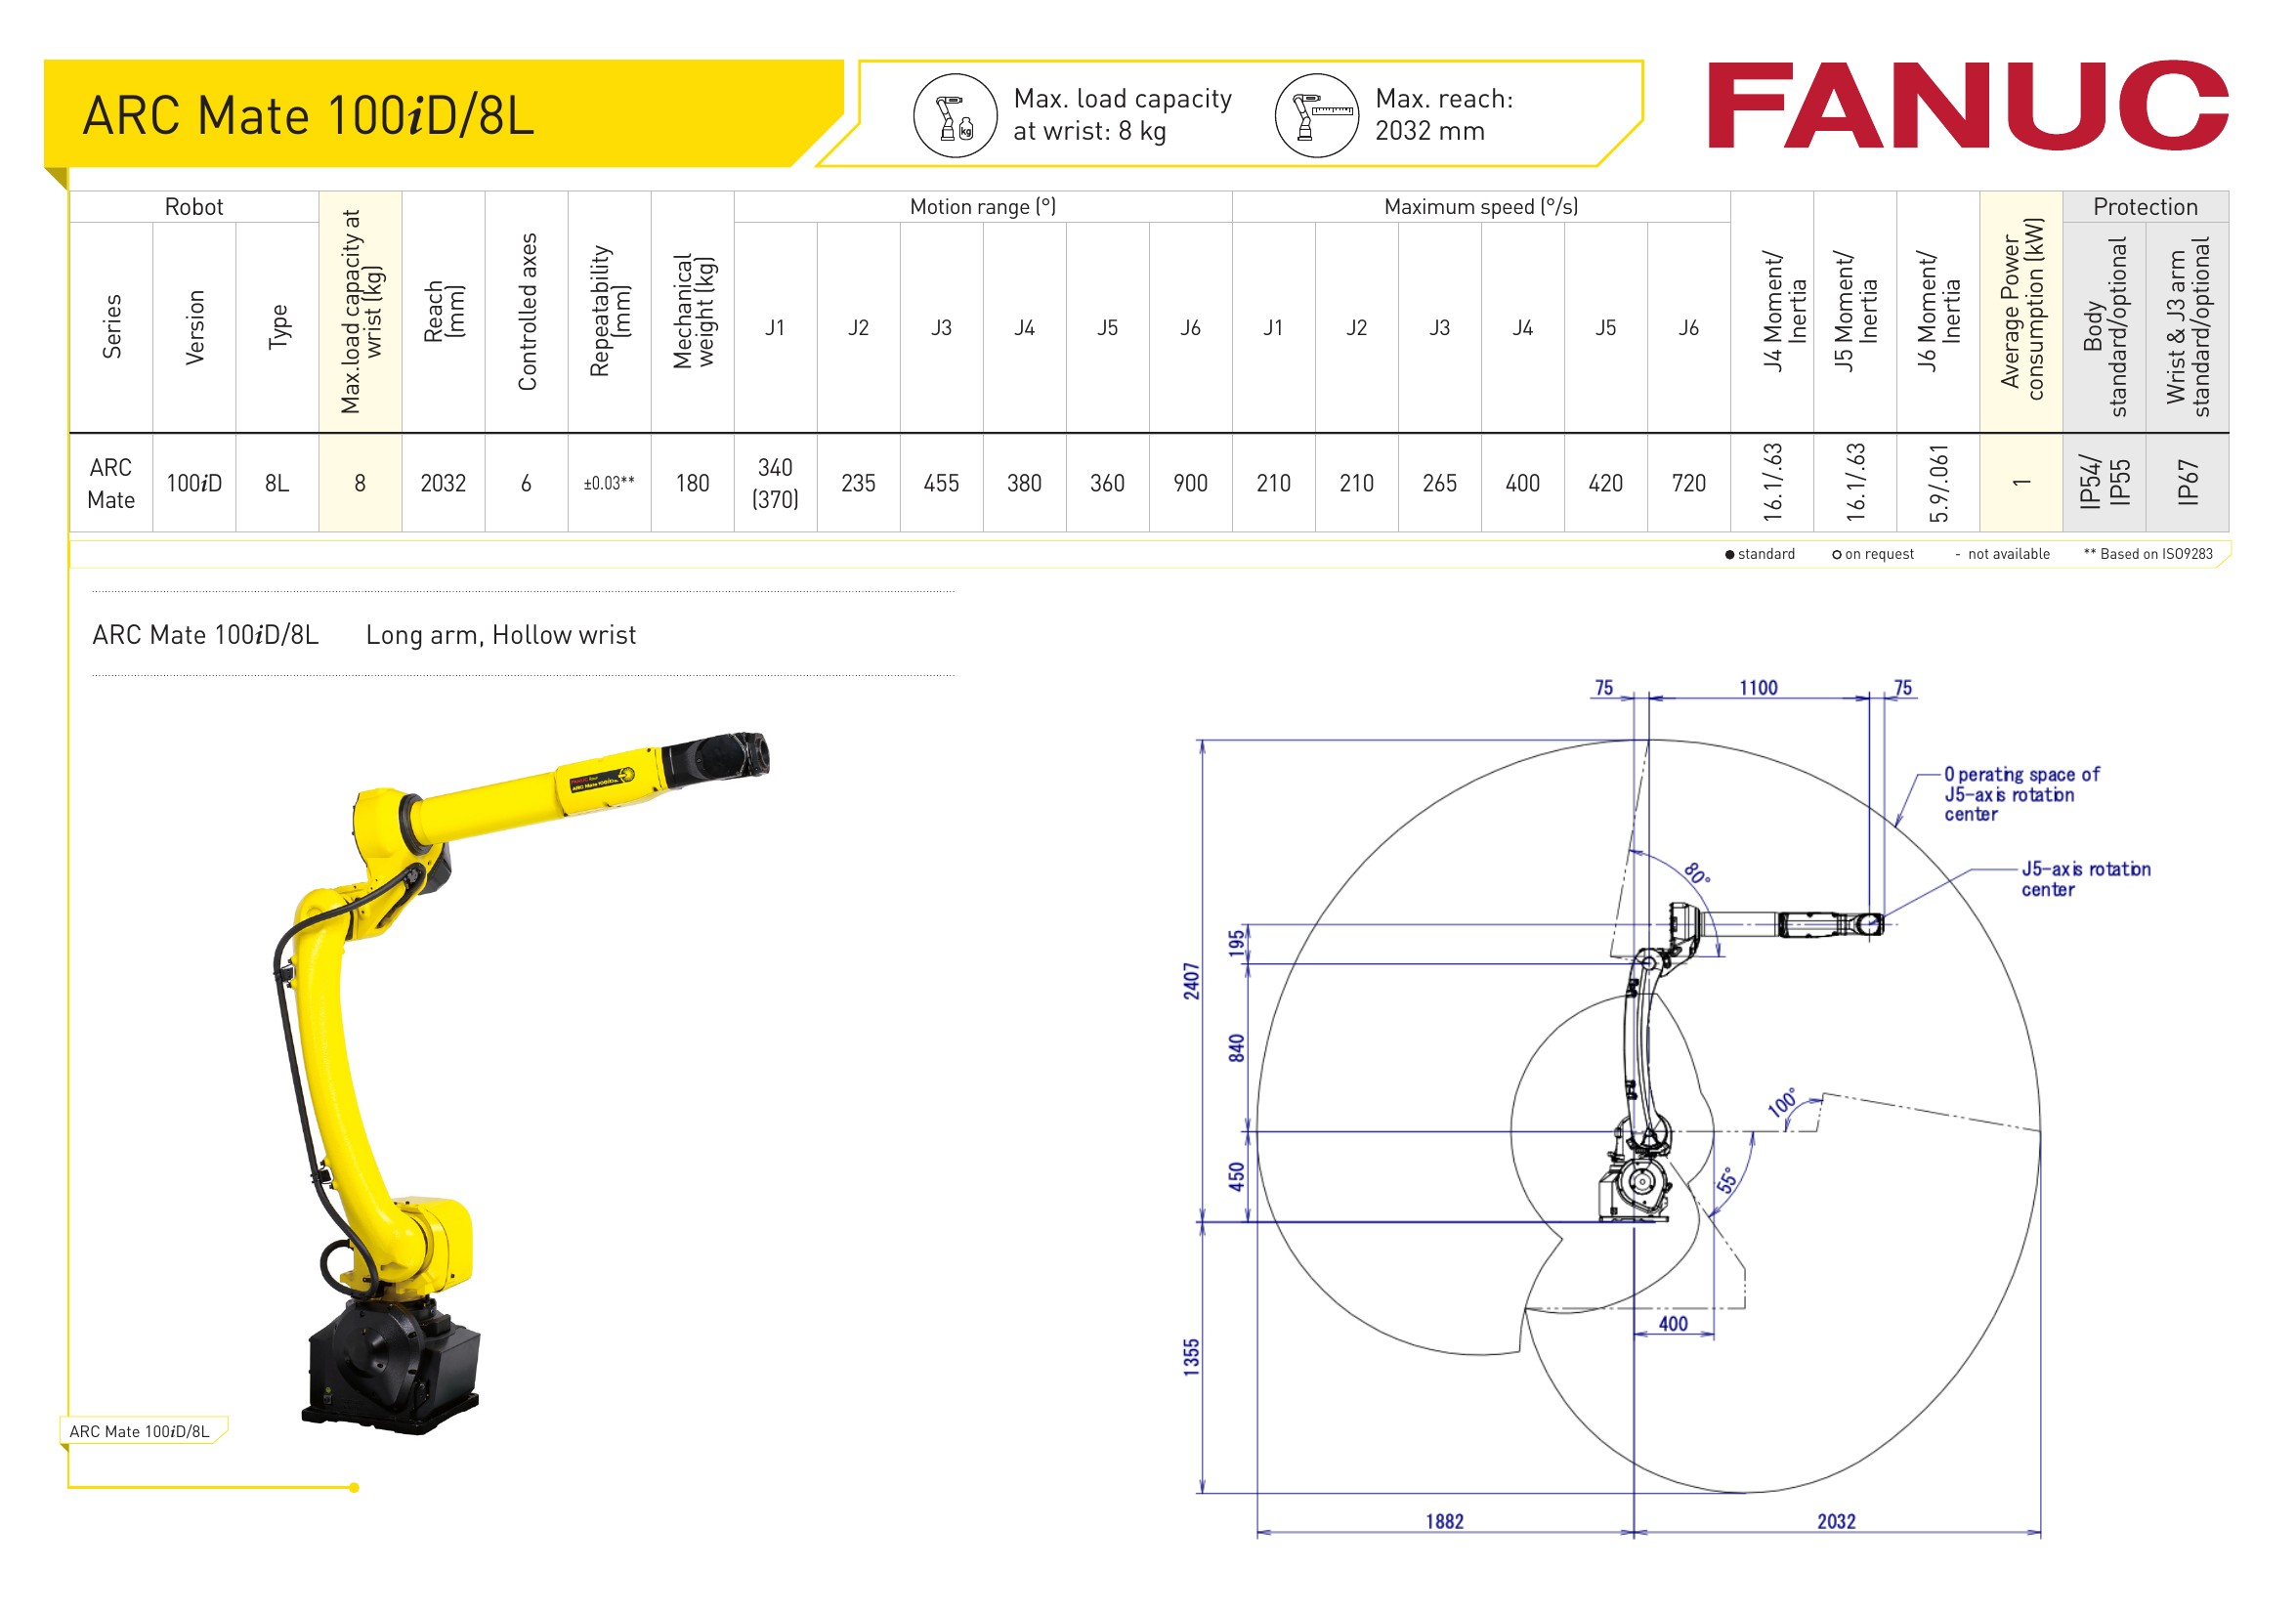 ARC Mate 100iD/8L
Max. load capacity
at wrist: 8 kg
kg
Max. reach:
2032 mm
FANUC
Robot
Motion range (°)
Maximum speed (°/s)
Protection
Series
Version
Type
Max.load capacity at
wrist (kg)
Reach
(mm)
Controlled axes
Repeatability
(mm)
Mechanical
weight (kg)
J1 J2 J3 J4 J5 J6 J1 J2 J3 J4 J5 J6
J4 Moment/
Inertia
J5 Moment/
Inertia
J6 Moment/
Inertia
Average Power
consumption (kW)
Body
standard/optional
Wrist & J3 arm
standard/optional
ARC
Mate
100iD 8L 8 2032 6 ±0.03** 180
340
(370)
235 455 380 360 900 210 210 265 400 420 720
16.1/.63
16.1/.63
5.9/.061
1
IP54/
IP55
IP67
standard on request - not available ** Based on ISO9283
ARC Mate 100iD/8L Long arm, Hollow wrist
75 1100 75
O perating space of
J5-axis rotation
center
80°
J5-axis rotation
center
195
2407
840
100°
450
55°
400
1355
1882 2032
ARC Mate 100iD/8L